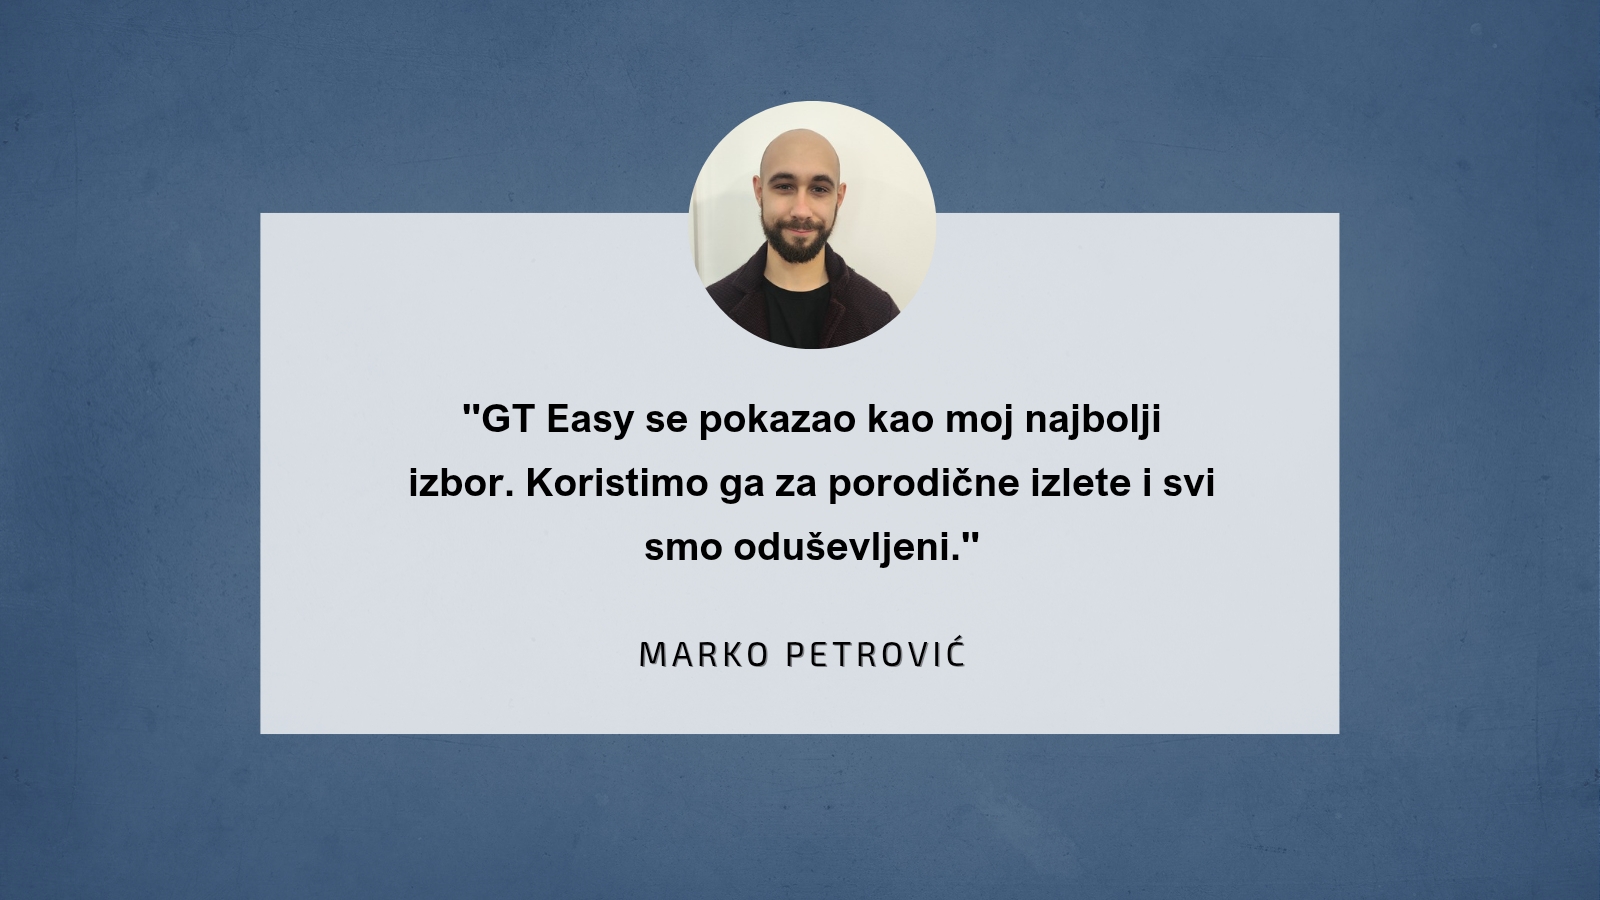 "GT Easy se pokazao kao moj najbolji
izbor. Koristimo ga za porodične izlete i svi
smo oduševljeni."
MARKO PETROVIĆ